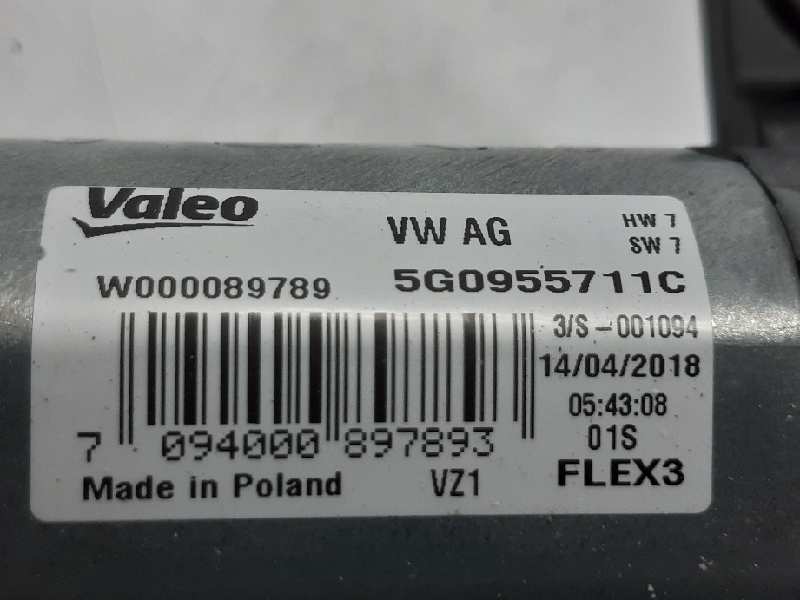 Valeo
VW AG
HW 7
SW 7
W000089789
5G0955711C
3/S-001094
14/04/2018
05:43:08
7 094000 897893
01S
Made in Poland
VZ1
FLEX3